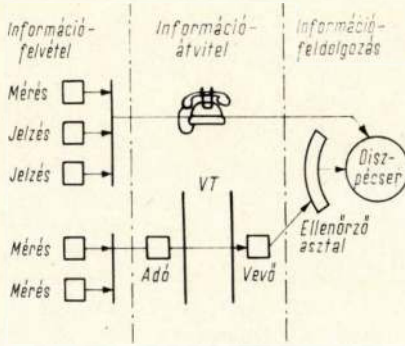 Információ-
felvétel
Információ-
átvitel
Információ-
feldolgozás
Mérés
Jelzés
Jelzés
Disz-
pécser
VT
Ellenőrző
asztal
Mérés
Adó
Vevő
Mérés